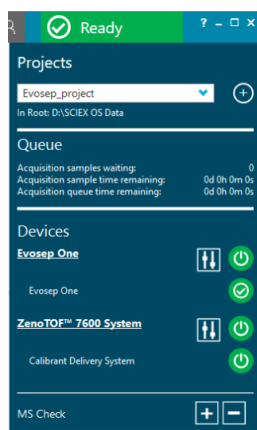 Ready
Projects
Evosep_project
In Root: D:\SCIEX OS Data
Queue
Acquisition samples waiting: 0
Acquisition sample time remaining: 0d 0h 0m 0s
Acquisition queue time remaining: 0d 0h 0m 0s
Devices
Evosep One
Evosep One
ZenoTOF™ 7600 System
Calibrant Delivery System
MS Check